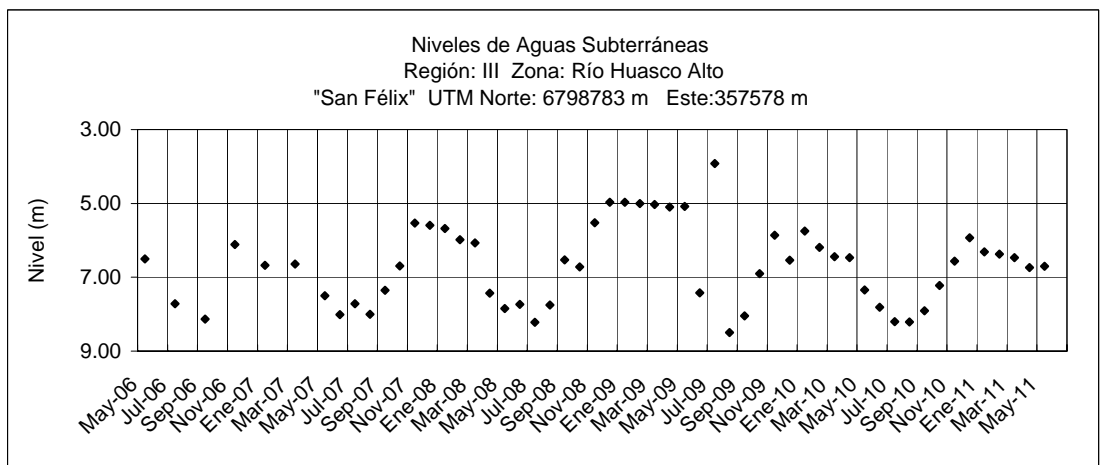 Niveles de Aguas Subterráneas
Región: III Zona: Río Huasco Alto
"San Félix" UTM Norte: 6798783 m Este:357578 m
3.00
5.00
7.00
9.00
Nivel (m)
May-06
Jul-06
Sep-06
Nov-06
Ene-07
Mar-07
May-07
Jul-07
Sep-07
Nov-07
Ene-08
Mar-08
May-08
Jul-08
Sep-08
Nov-08
Ene-09
Mar-09
May-09
Jul-09
Sep-09
Nov-09
Ene-10
Mar-10
May-10
Jul-10
Sep-10
Nov-10
Ene-11
Mar-11
May-11